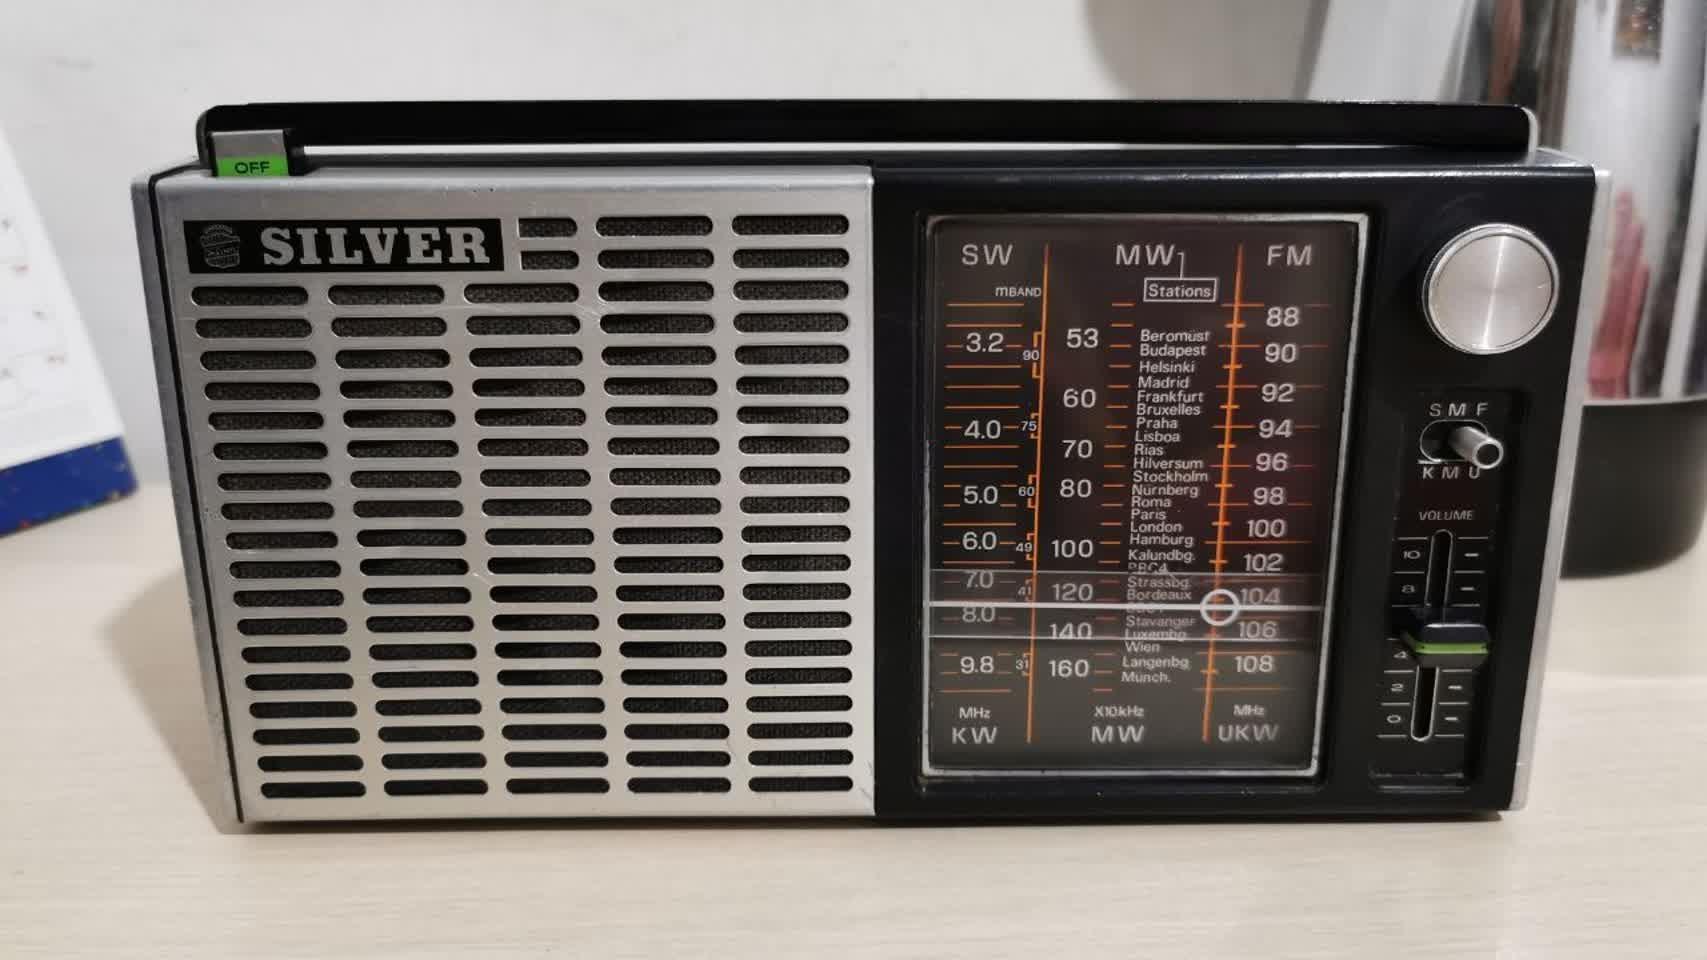 OFF
SILVER
SW MW FM
mBAND Stations
88
3.2 90 53 Beromüst 90
Budapest
Helsinki
Madrid 92
60 Frankfurt
Bruxelles
4.0 75 Praha 94
Lisboa
70 Rias
Hilversum 96
Stockholm
5.0 60 80 Nürnberg 98
Roma
Paris
London 100
6.0 49 100 Hamburg
Kalundbg. 102
7.0 41 120 Strassbg.
Bordeaux 104
8.0 Stavanger
140 Luxembg. 106
Wien
9.8 31 160 Langenbg. 108
Münch.
MHz X10kHz MHz
KW MW UKW
S M F
K M U
VOLUME
10
8
4
2
0